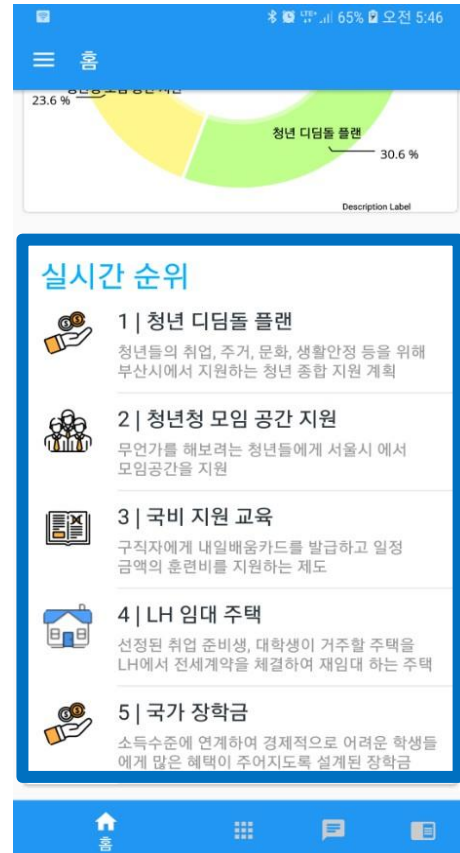 65% 오전 5:46
홈
23.6 %
청년 디딤돌 플랜
30.6 %
Description Label
실시간 순위
1 | 청년 디딤돌 플랜
청년들의 취업, 주거, 문화, 생활안정 등을 위해
부산시에서 지원하는 청년 종합 지원 계획
2 | 청년청 모임 공간 지원
무언가를 해보려는 청년들에게 서울시 에서
모임공간을 지원
3 | 국비 지원 교육
구직자에게 내일배움카드를 발급하고 일정
금액의 훈련비를 지원하는 제도
4 | LH 임대 주택
선정된 취업 준비생, 대학생이 거주할 주택을
LH에서 전세계약을 체결하여 재임대 하는 주택
5 | 국가 장학금
소득수준에 연계하여 경제적으로 어려운 학생들
에게 많은 혜택이 주어지도록 설계된 장학금
홈